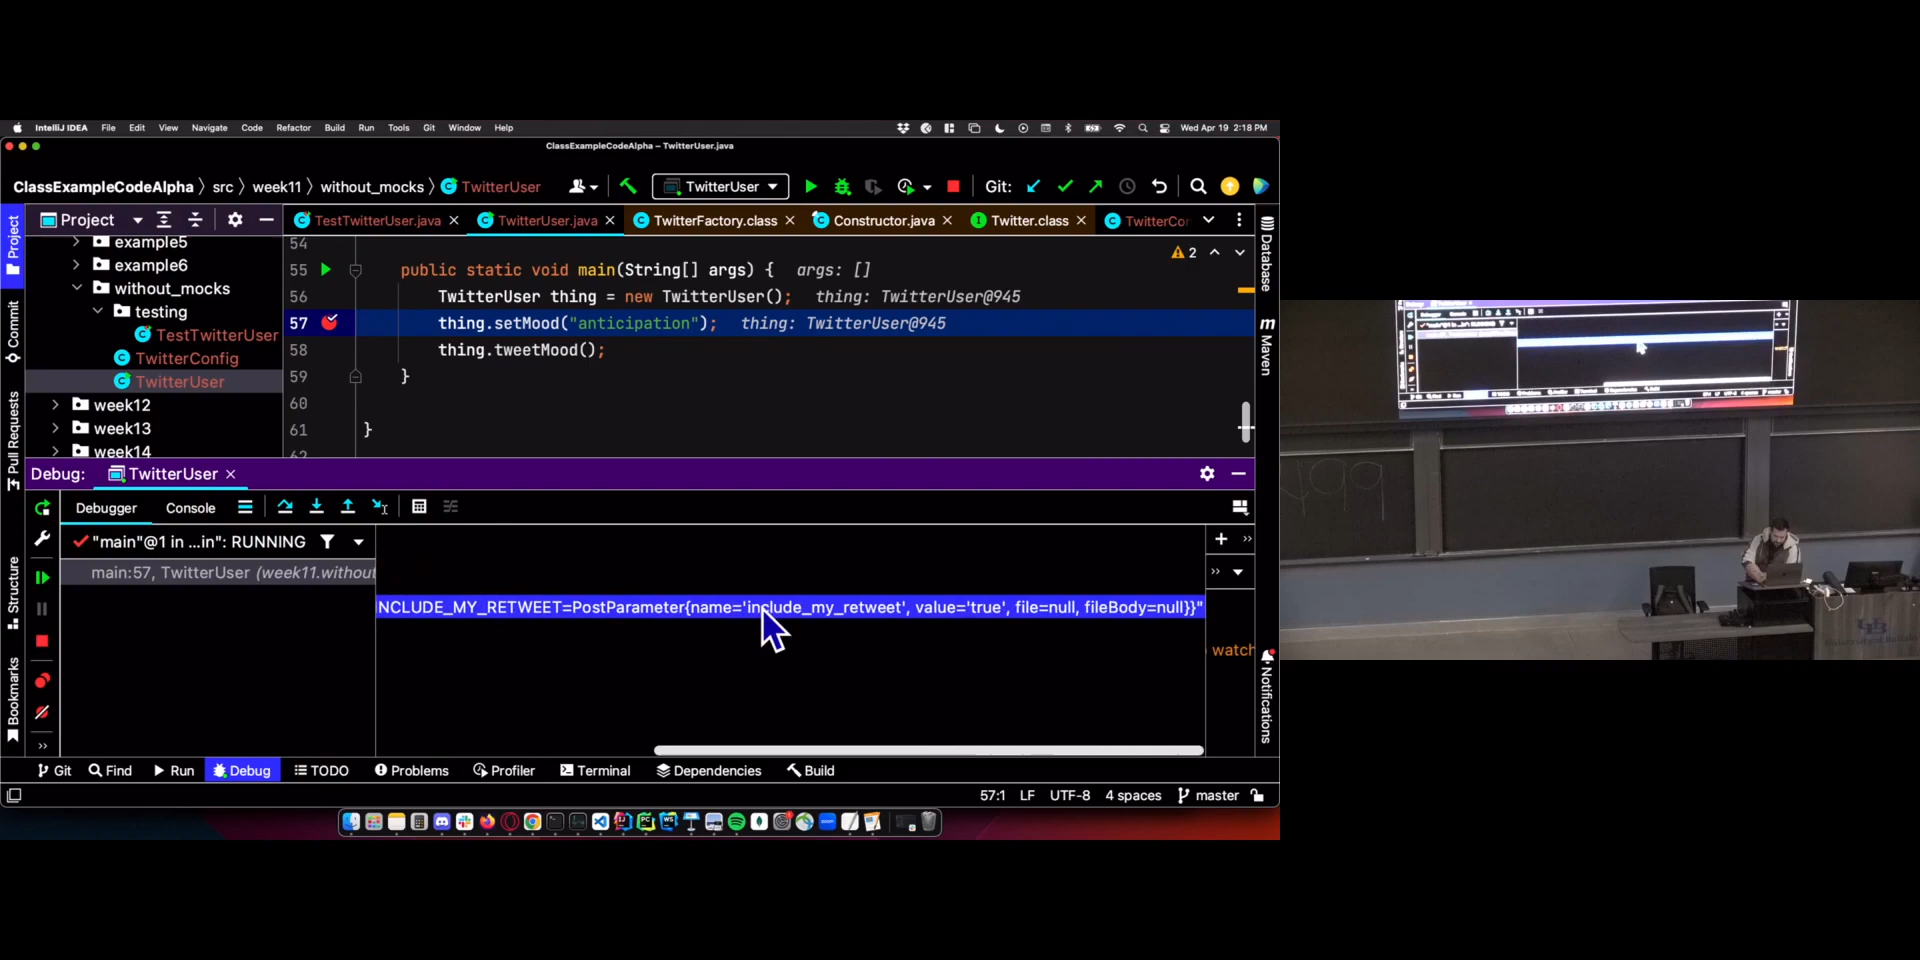 IntelliJ IDEA File Edit View Navigate Code Refactor Build Run Tools Git Window Help Wed Apr 19 2:18 PM
ClassExampleCodeAlpha – TwitterUser.java
ClassExampleCodeAlpha 〉 src 〉 week11 〉 without_mocks 〉 TwitterUser
TwitterUser
Git:
Project
TestTwitterUser.java
TwitterUser.java
TwitterFactory.class
Constructor.java
Twitter.class
TwitterCo
example5
example6
without_mocks
testing
TestTwitterUser
TwitterConfig
TwitterUser
week12
week13
week14
54
55 public static void main(String[] args) { args: []
56 TwitterUser thing = new TwitterUser(); thing: TwitterUser@945
57 thing.setMood("anticipation"); thing: TwitterUser@945
58 thing.tweetMood();
59 }
60
61 }
62
2
Project
Commit
Pull Requests
Structure
Bookmarks
Database
m Maven
Notifications
Debug: TwitterUser
Debugger Console
"main"@1 in ...in": RUNNING
main:57, TwitterUser (week11.without
NCLUDE_MY_RETWEET=PostParameter{name='include_my_retweet', value='true', file=null, fileBody=null}}"
watch
Git Find Run Debug TODO Problems Profiler Terminal Dependencies Build
57:1 LF UTF-8 4 spaces master
499